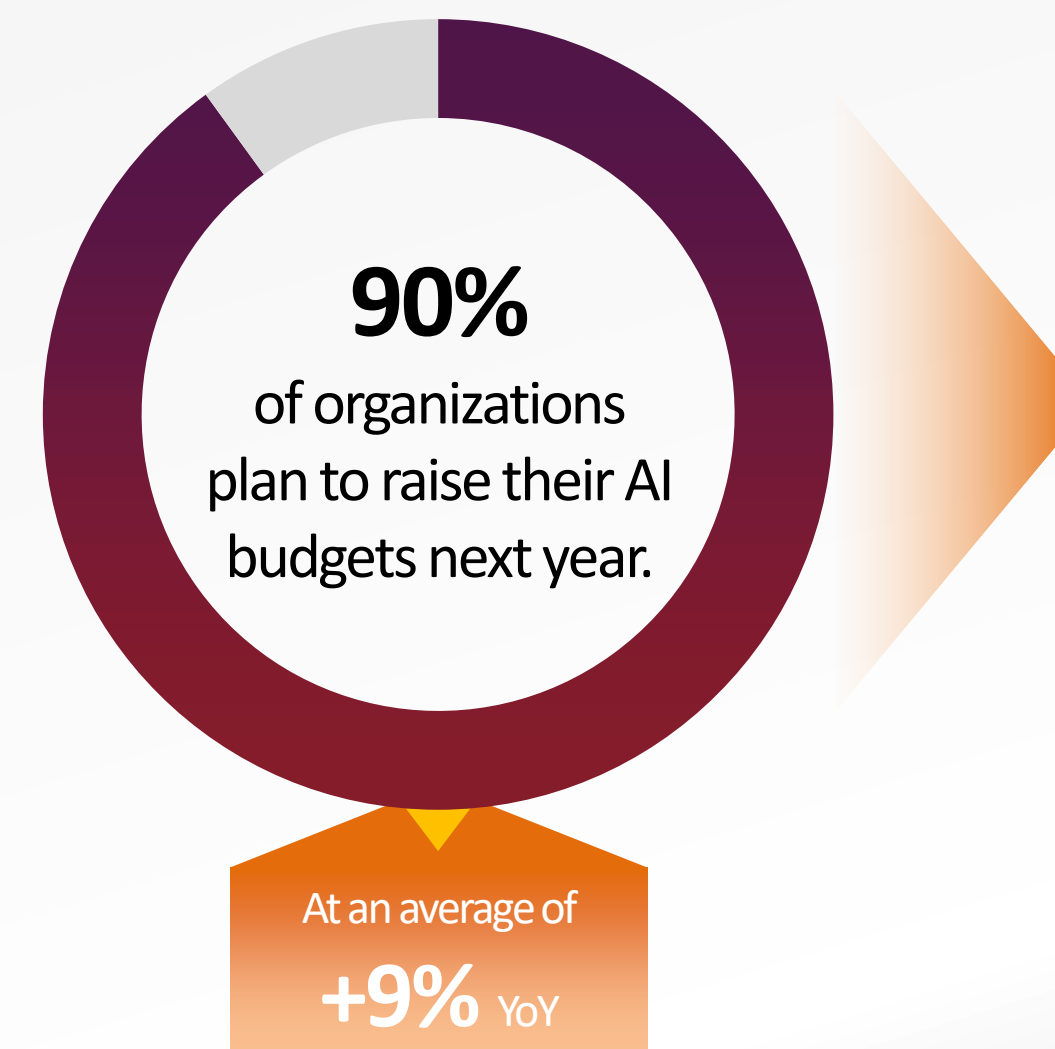 90%
of organizations
plan to raise their AI
budgets next year.
At an average of
+9% YoY